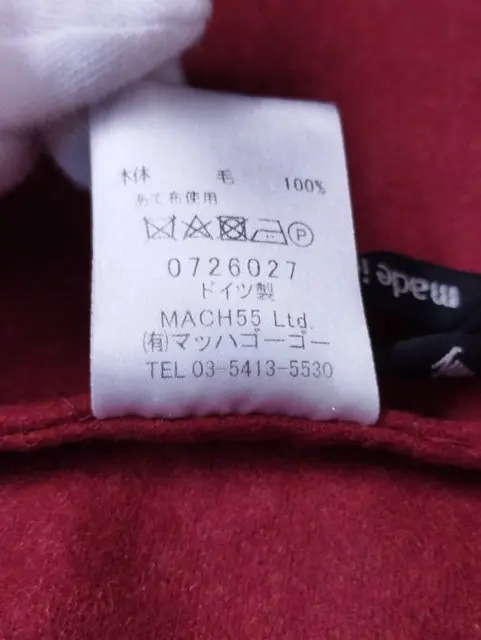 本体 毛 100%
あて布使用
P
0726027
ドイツ製
MACH55 Ltd.
(有)マッハゴーゴー
TEL 03-5413-5530
made i